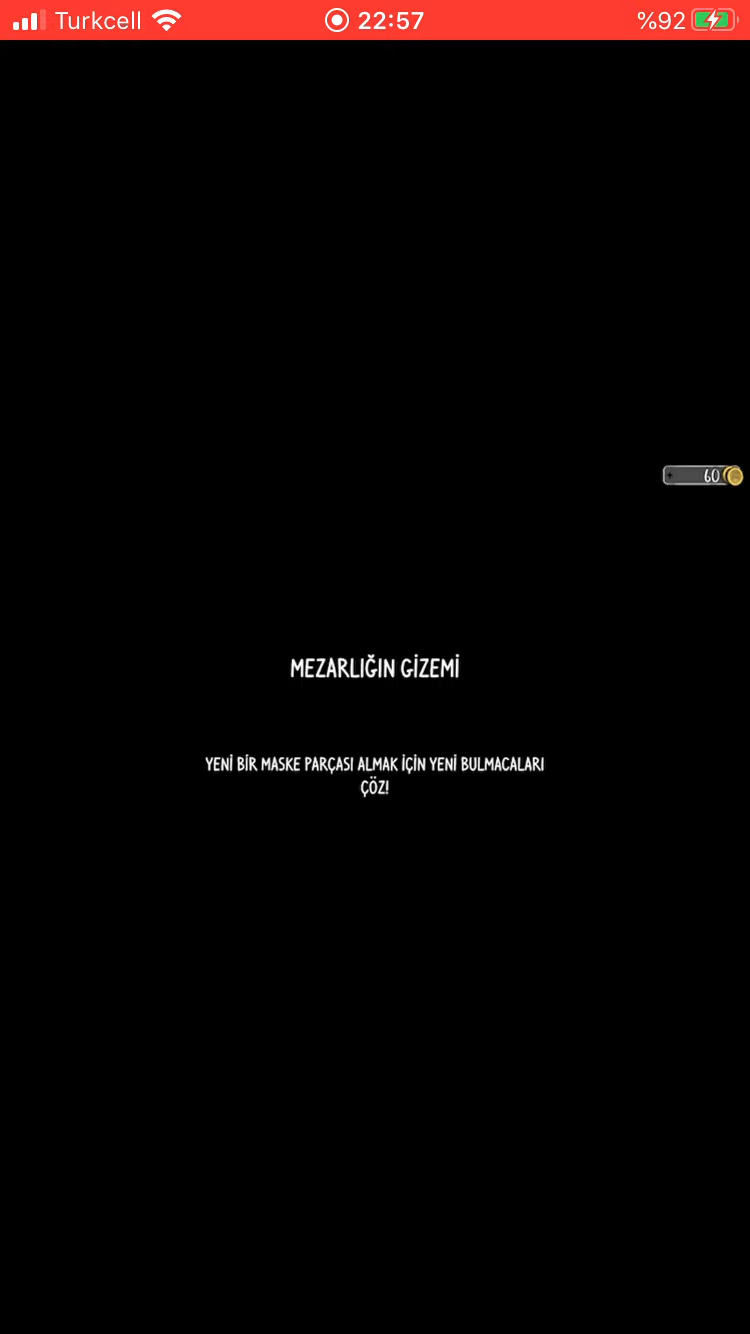 Turkcell 22:57 %92
60
MEZARLIĞIN GİZEMİ
YENİ BİR MASKE PARÇASI ALMAK İÇİN YENİ BULMACALARI
ÇÖZ!